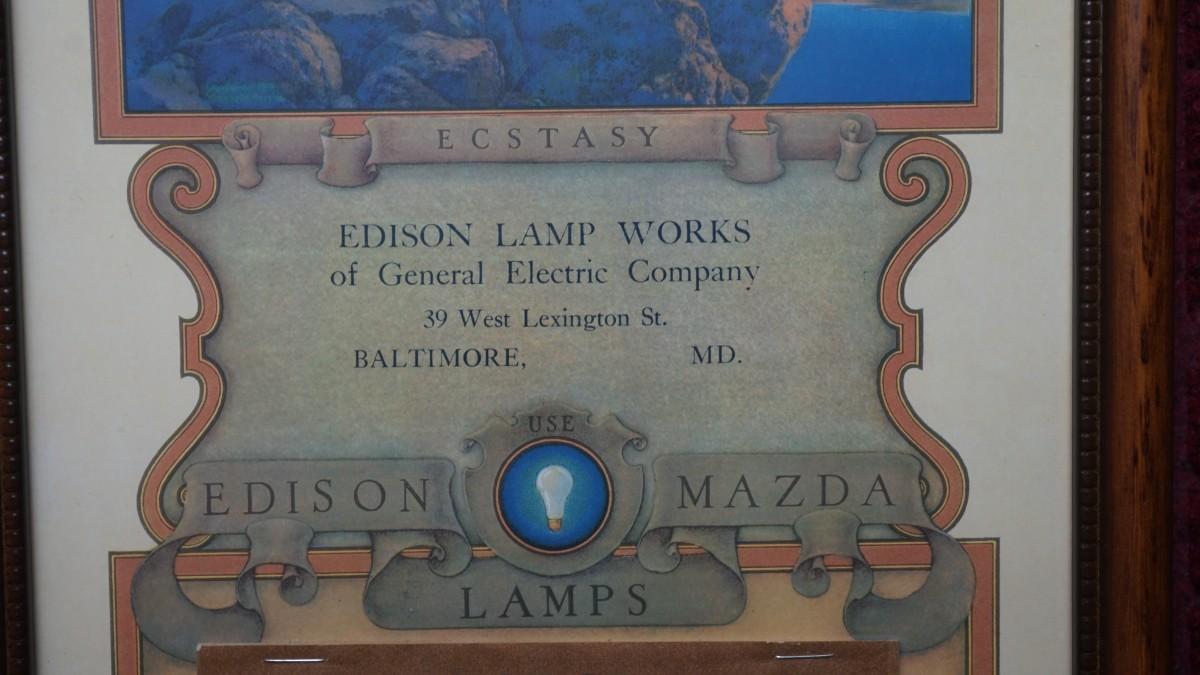 ECSTASY
EDISON LAMP WORKS
of General Electric Company
39 West Lexington St.
BALTIMORE, MD.
USE
EDISON MAZDA
LAMPS